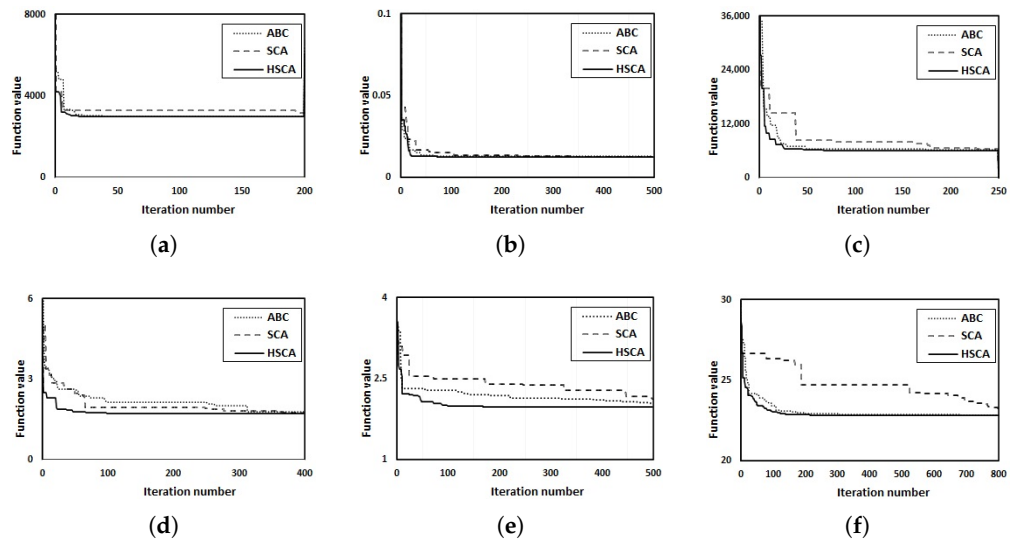 8000
4000
0
Function value
ABC
SCA
HSCA
0
50
100
150
200
Iteration number
(a)
0.1
0.05
0
Function value
ABC
SCA
HSCA
0
100
200
300
400
500
Iteration number
(b)
36,000
24,000
12,000
0
Function value
ABC
SCA
HSCA
0
50
100
150
200
250
Iteration number
(c)
6
3
0
Function value
ABC
SCA
HSCA
0
100
200
300
400
Iteration number
(d)
4
2.5
1
Function value
ABC
SCA
HSCA
0
100
200
300
400
500
Iteration number
(e)
30
25
20
Function value
ABC
SCA
HSCA
0
100
200
300
400
500
600
700
800
Iteration number
(f)